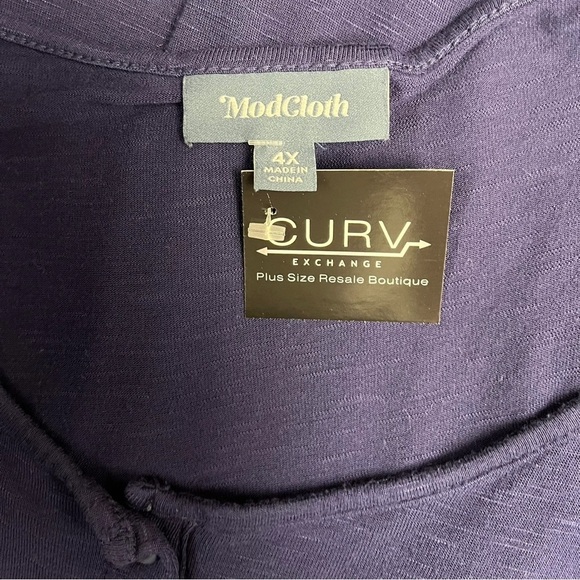 ModCloth
4X
MADE IN
CHINA
CURV
EXCHANGE
Plus Size Resale Boutique